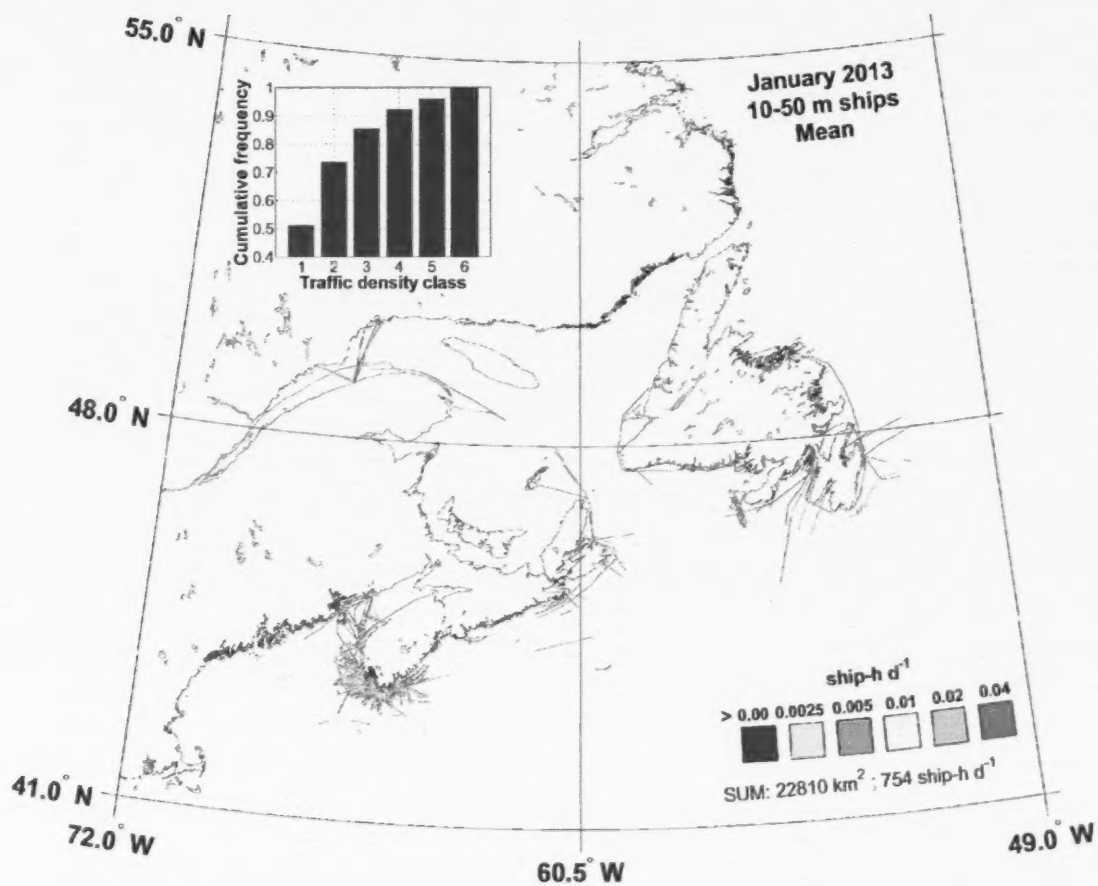 55.0° N
January 2013
10-50 m ships
Mean
Cumulative frequency
1
0.9
0.8
0.7
0.6
0.5
0.4
1 2 3 4 5 6
Traffic density class
48.0° N
ship-h d⁻¹
> 0.00 0.0025 0.005 0.01 0.02 0.04
SUM: 22810 km² ; 754 ship-h d⁻¹
41.0° N
72.0° W
60.5° W
49.0° W